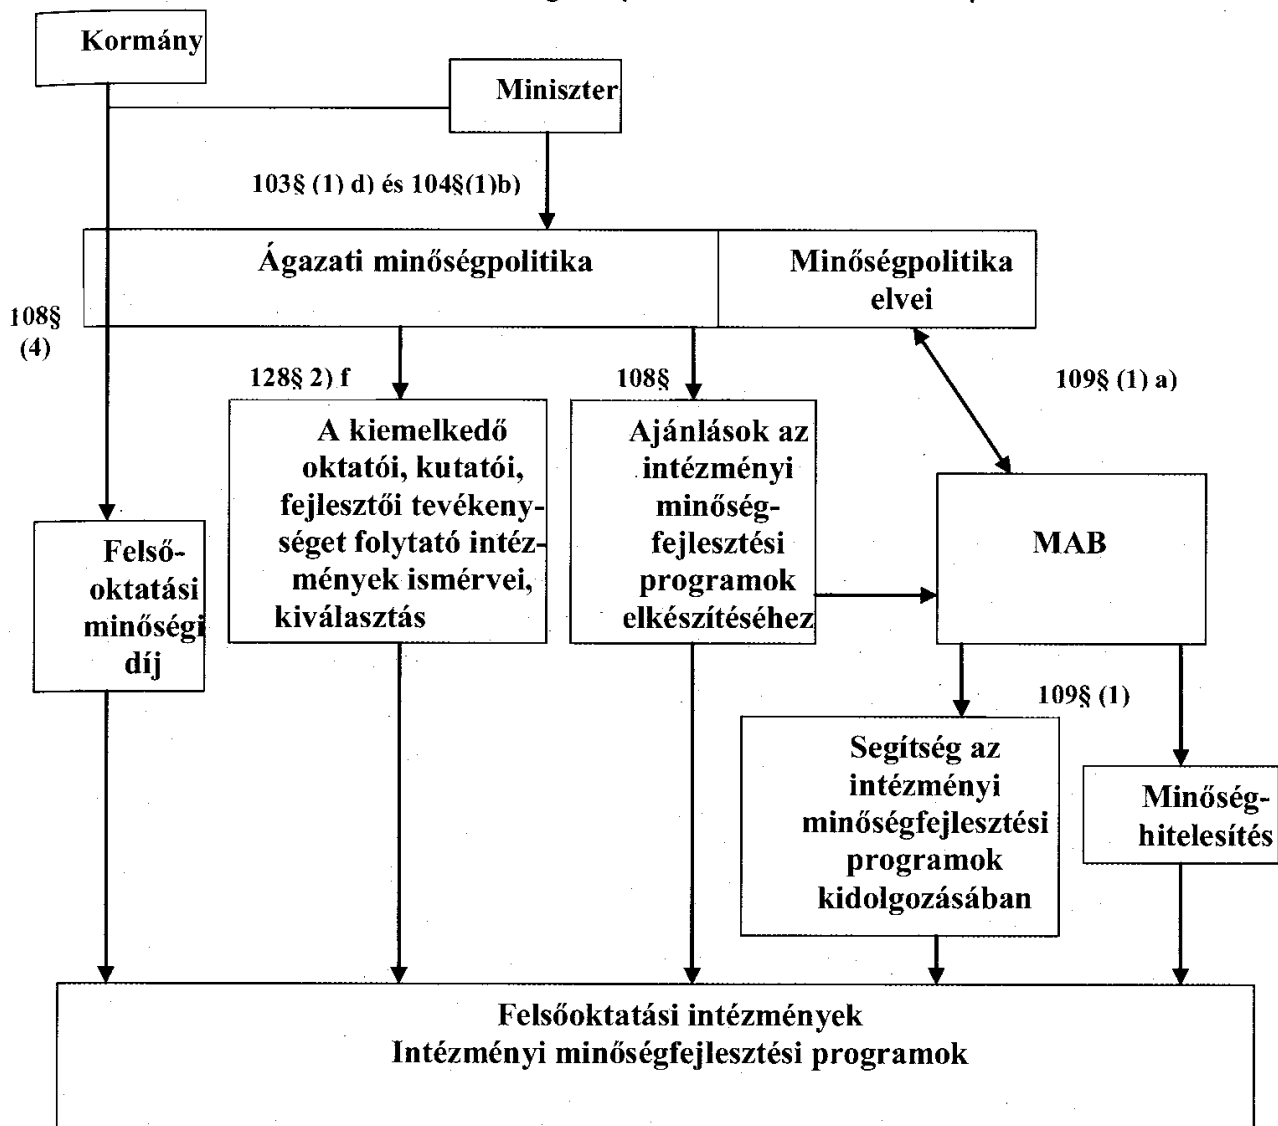 Kormány
Miniszter
103§ (1) d) és 104§(1)b)
Ágazati minőségpolitika
Minőségpolitika
elvei
108§
(4)
128§ 2) f
108§
109§ (1) a)
A kiemelkedő
oktatói, kutatói,
fejlesztői tevékeny-
séget folytató intéz-
mények ismérvei,
kiválasztás
Ajánlások az
intézményi
minőség-
fejlesztési
programok
elkészítéséhez
MAB
Felső-
oktatási
minőségi
díj
109§ (1)
Segítség az
intézményi
minőségfejlesztési
programok
kidolgozásában
Minőség-
hitelesítés
Felsőoktatási intézmények
Intézményi minőségfejlesztési programok